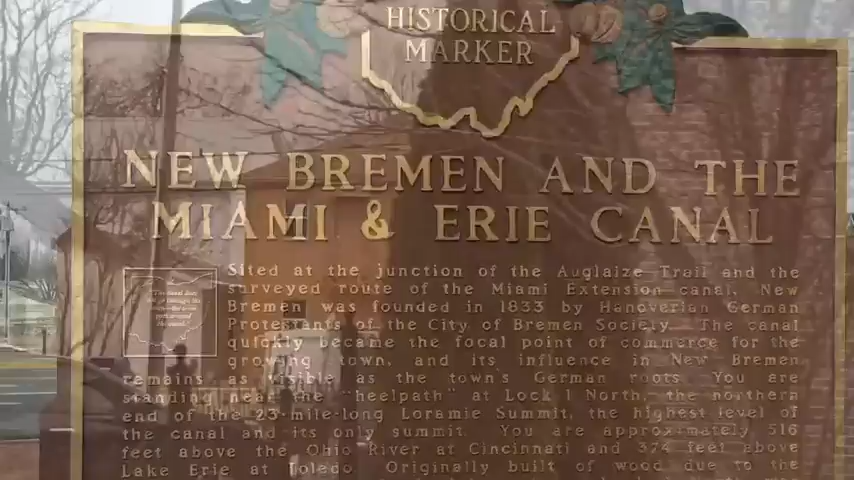 HISTORICAL
MARKER
NEW BREMEN AND THE
MIAMI & ERIE CANAL
Sited at the junction of the Auglaize Trail and the
surveyed route of the Miami Extension canal, New
Bremen was founded in 1833 by Hanoverian German
Protestants of the City of Bremen Society. The canal
quickly became the focal point of commerce for the
growing town, and its influence in New Bremen
remains as visible as the town's German roots. You are
standing near the "heelpath" at Lock 1 North, the northern
end of the 23-mile-long Loramie Summit, the highest level of
the canal and its only summit. You are approximately 516
feet above the Ohio River at Cincinnati and 374 feet above
Lake Erie at Toledo. Originally built of wood due to the